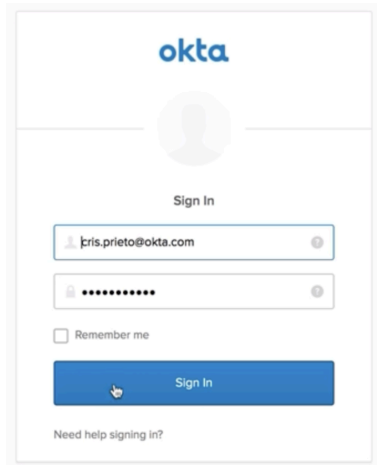 okta
Sign In
cris.prieto@okta.com
•••••••••••
Remember me
Sign In
Need help signing in?